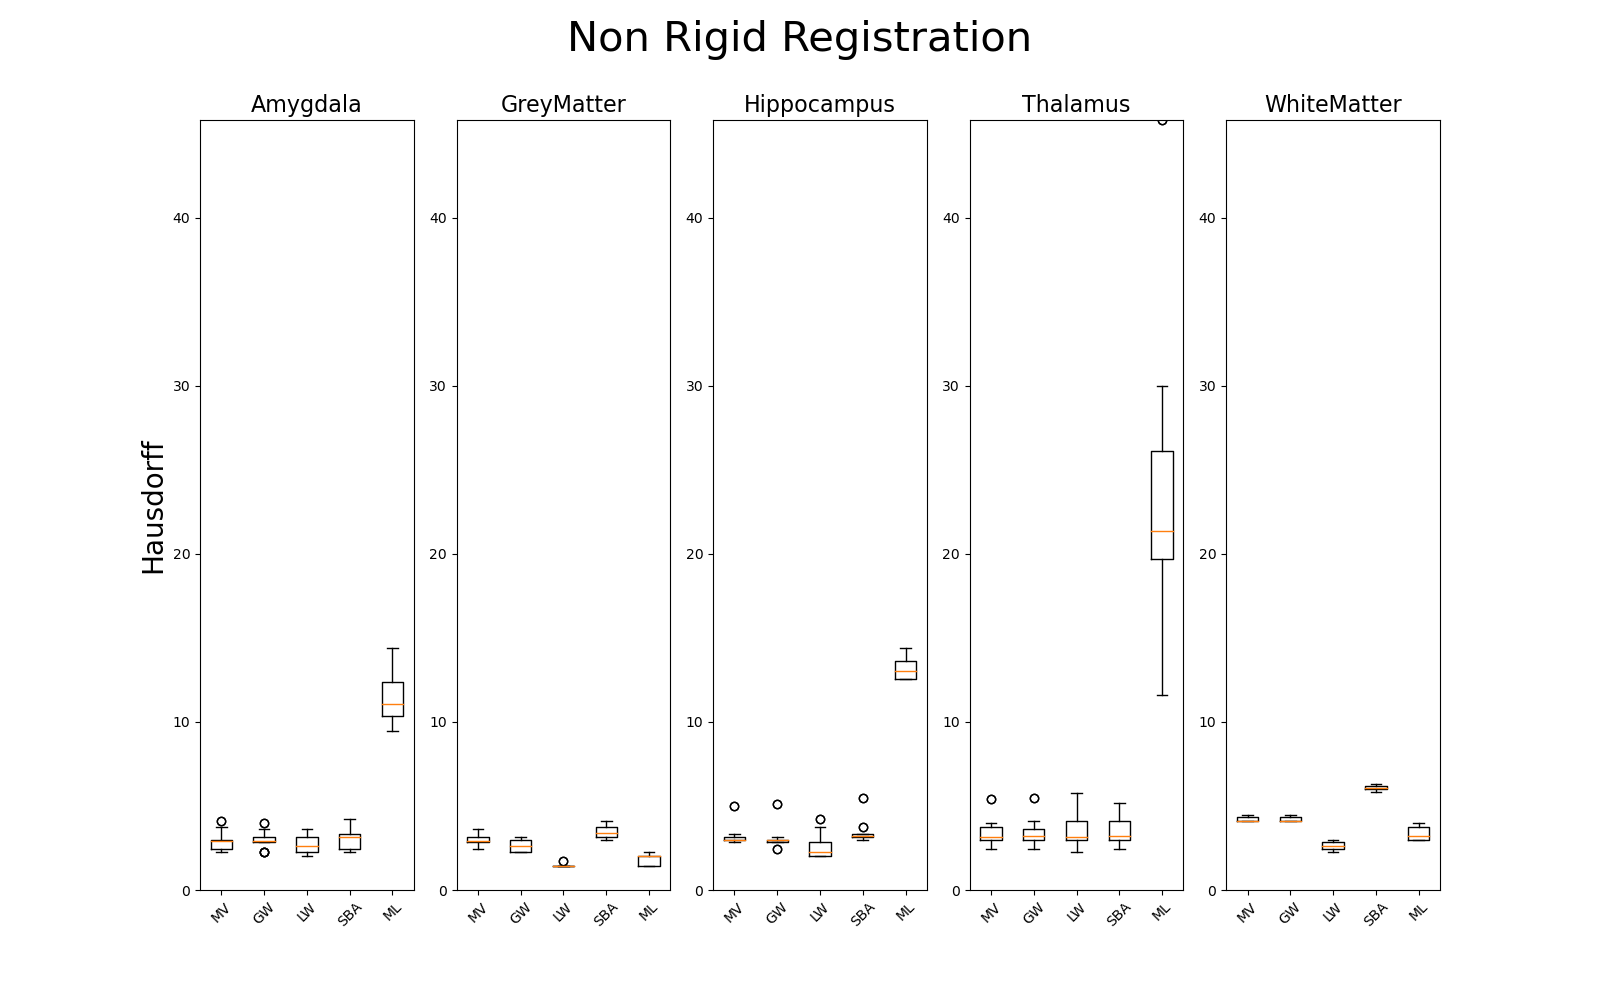 Non Rigid Registration
Amygdala GreyMatter Hippocampus Thalamus WhiteMatter
Hausdorff
40 40 40 40 40
30 30 30 30 30
20 20 20 20 20
10 10 10 10 10
0 0 0 0 0
MV GW LW SBA ML MV GW LW SBA ML MV GW LW SBA ML MV GW LW SBA ML MV GW LW SBA ML